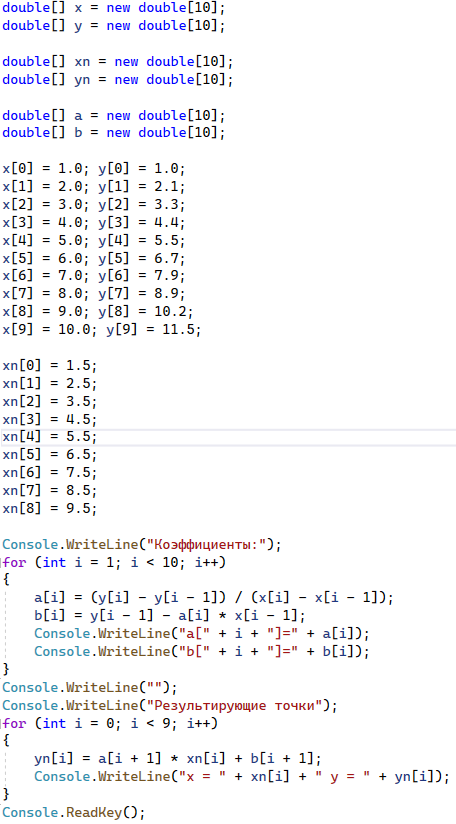 double[] x = new double[10];
double[] y = new double[10];
double[] xn = new double[10];
double[] yn = new double[10];
double[] a = new double[10];
double[] b = new double[10];
x[0] = 1.0; y[0] = 1.0;
x[1] = 2.0; y[1] = 2.1;
x[2] = 3.0; y[2] = 3.3;
x[3] = 4.0; y[3] = 4.4;
x[4] = 5.0; y[4] = 5.5;
x[5] = 6.0; y[5] = 6.7;
x[6] = 7.0; y[6] = 7.9;
x[7] = 8.0; y[7] = 8.9;
x[8] = 9.0; y[8] = 10.2;
x[9] = 10.0; y[9] = 11.5;
xn[0] = 1.5;
xn[1] = 2.5;
xn[2] = 3.5;
xn[3] = 4.5;
xn[4] = 5.5;
xn[5] = 6.5;
xn[6] = 7.5;
xn[7] = 8.5;
xn[8] = 9.5;
Console.WriteLine("Коэффициенты:");
for (int i = 1; i < 10; i++)
{
a[i] = (y[i] - y[i - 1]) / (x[i] - x[i - 1]);
b[i] = y[i - 1] - a[i] * x[i - 1];
Console.WriteLine("a[" + i + "]=" + a[i]);
Console.WriteLine("b[" + i + "]=" + b[i]);
}
Console.WriteLine("");
Console.WriteLine("Результирующие точки");
for (int i = 0; i < 9; i++)
{
yn[i] = a[i + 1] * xn[i] + b[i + 1];
Console.WriteLine("x = " + xn[i] + " y = " + yn[i]);
}
Console.ReadKey();